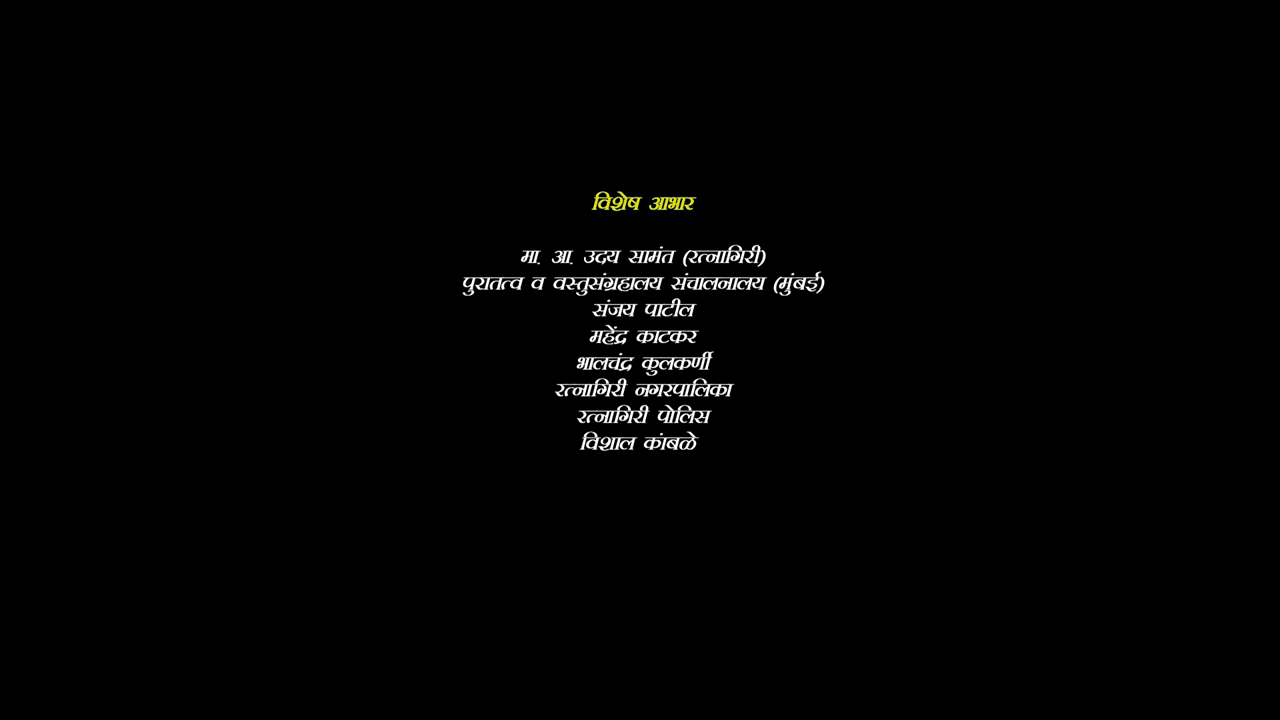 विशेष आभार
मा. आ. उदय सामंत (रत्नागिरी)
पुरातत्व व वस्तुसंग्रहालय संचालनालय (मुंबई)
संजय पाटील
महेंद्र काटकर
भालचंद्र कुलकर्णी
रत्नागिरी नगरपालिका
रत्नागिरी पोलिस
विशाल कांबळे